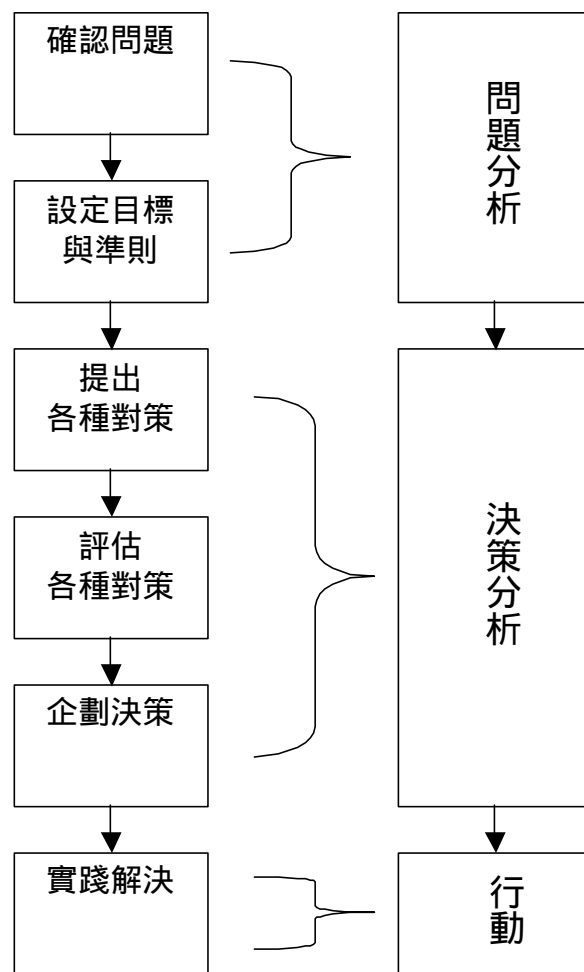 確認問題
設定目標
與準則
提出
各種對策
評估
各種對策
企劃決策
實踐解決
問題分析
決策分析
行動